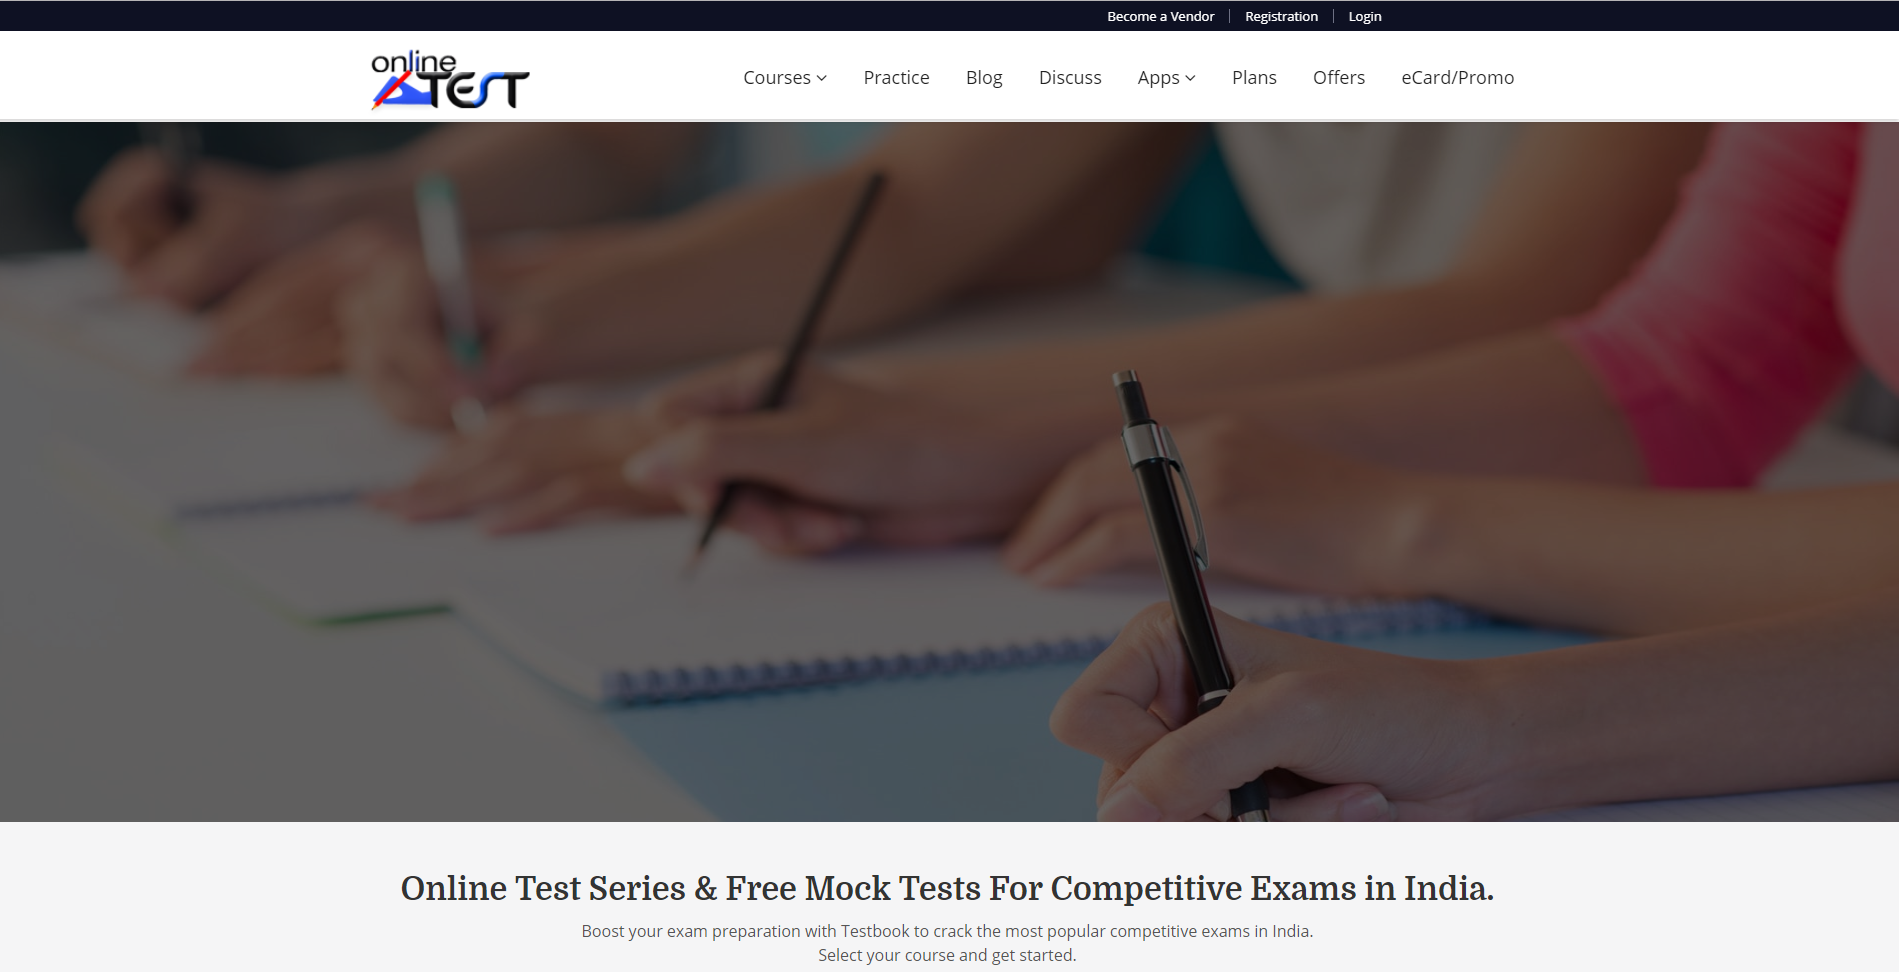 Become a Vendor Registration Login
online TEST
Courses Practice Blog Discuss Apps Plans Offers eCard/Promo
Online Test Series & Free Mock Tests For Competitive Exams in India.
Boost your exam preparation with Testbook to crack the most popular competitive exams in India.
Select your course and get started.